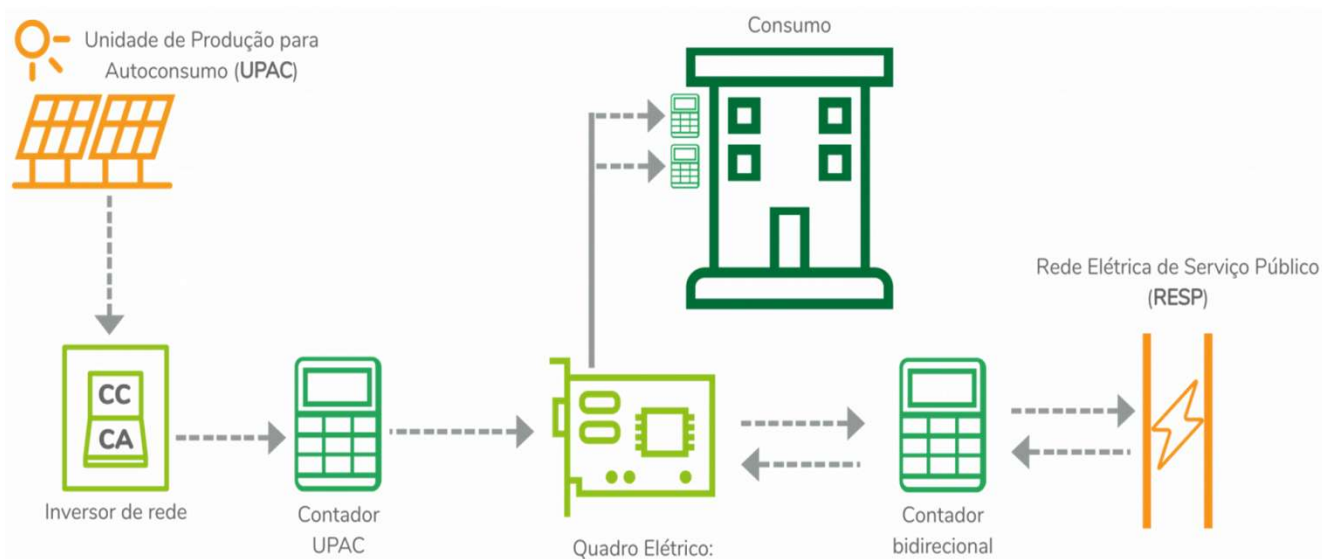 Unidade de Produção para
Autoconsumo (UPAC)
Consumo
Rede Elétrica de Serviço Público
(RESP)
CC
CA
Inversor de rede
Contador
UPAC
Quadro Elétrico:
Contador
bidirecional